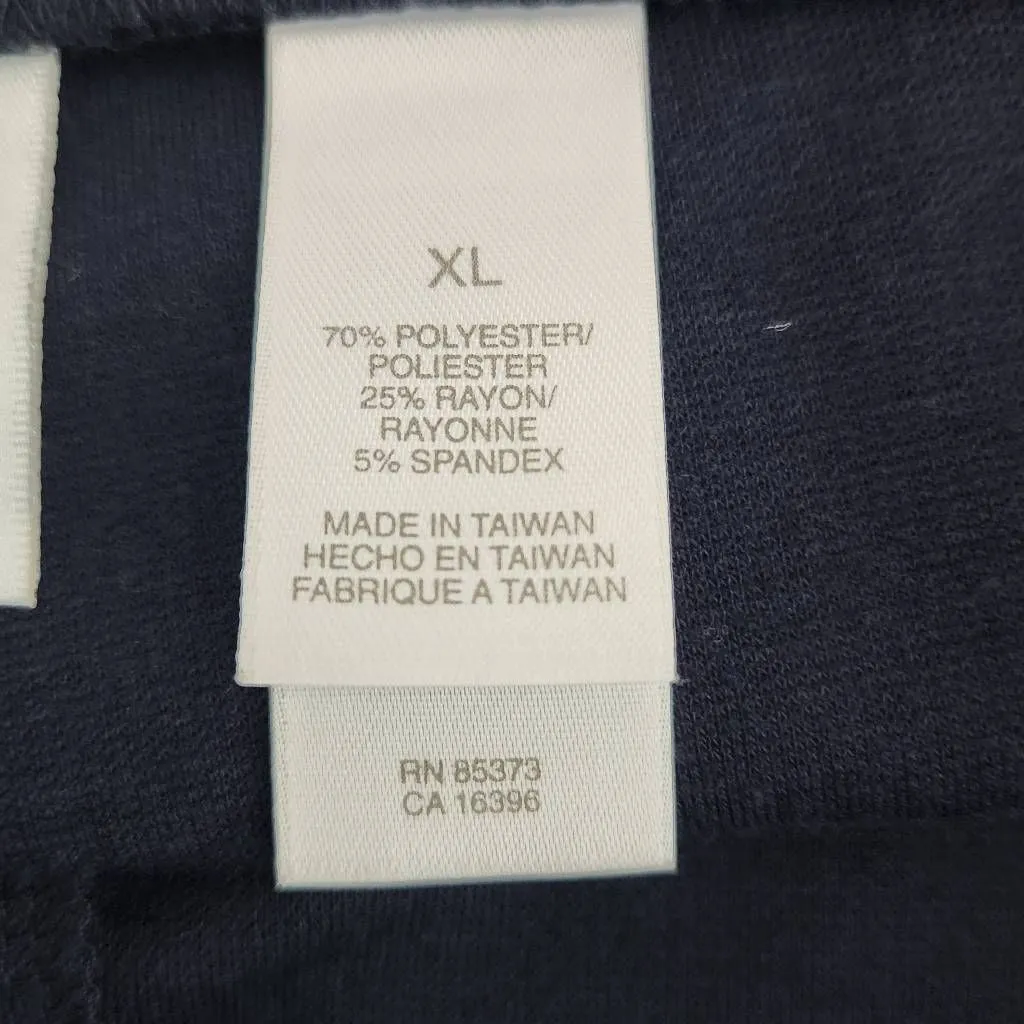 XL
70% POLYESTER/
POLIESTER
25% RAYON/
RAYONNE
5% SPANDEX
MADE IN TAIWAN
HECHO EN TAIWAN
FABRIQUE A TAIWAN
RN 85373
CA 16396